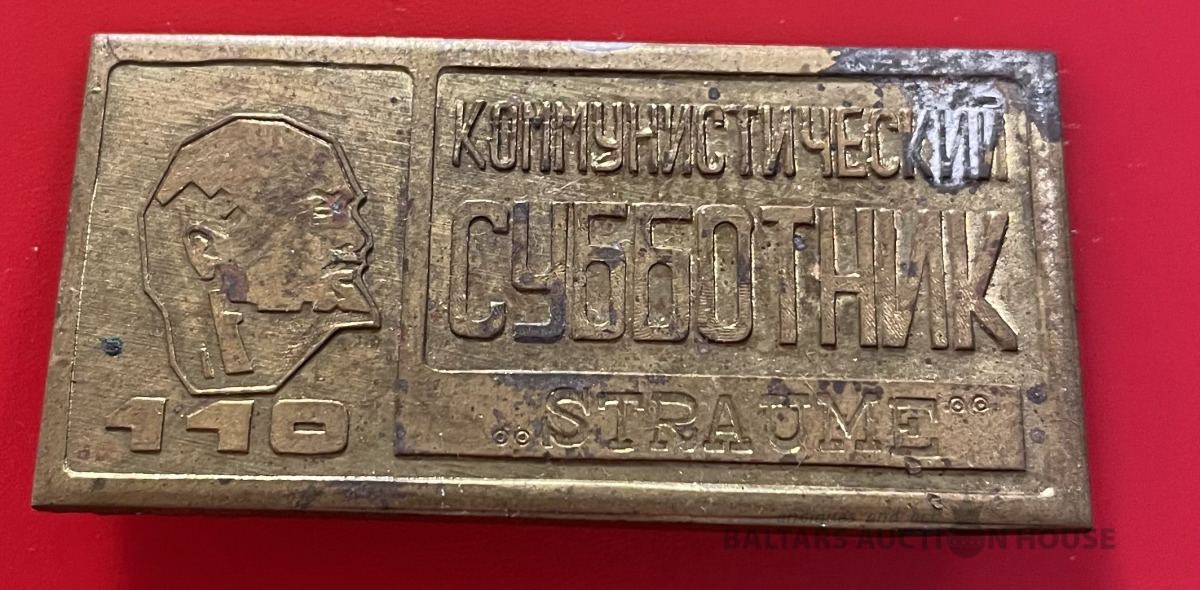 КОММУНИСТИЧЕСКИЙ
СУББОТНИК
110
„STRAUME"
BALTARS AUCTION HOUSE